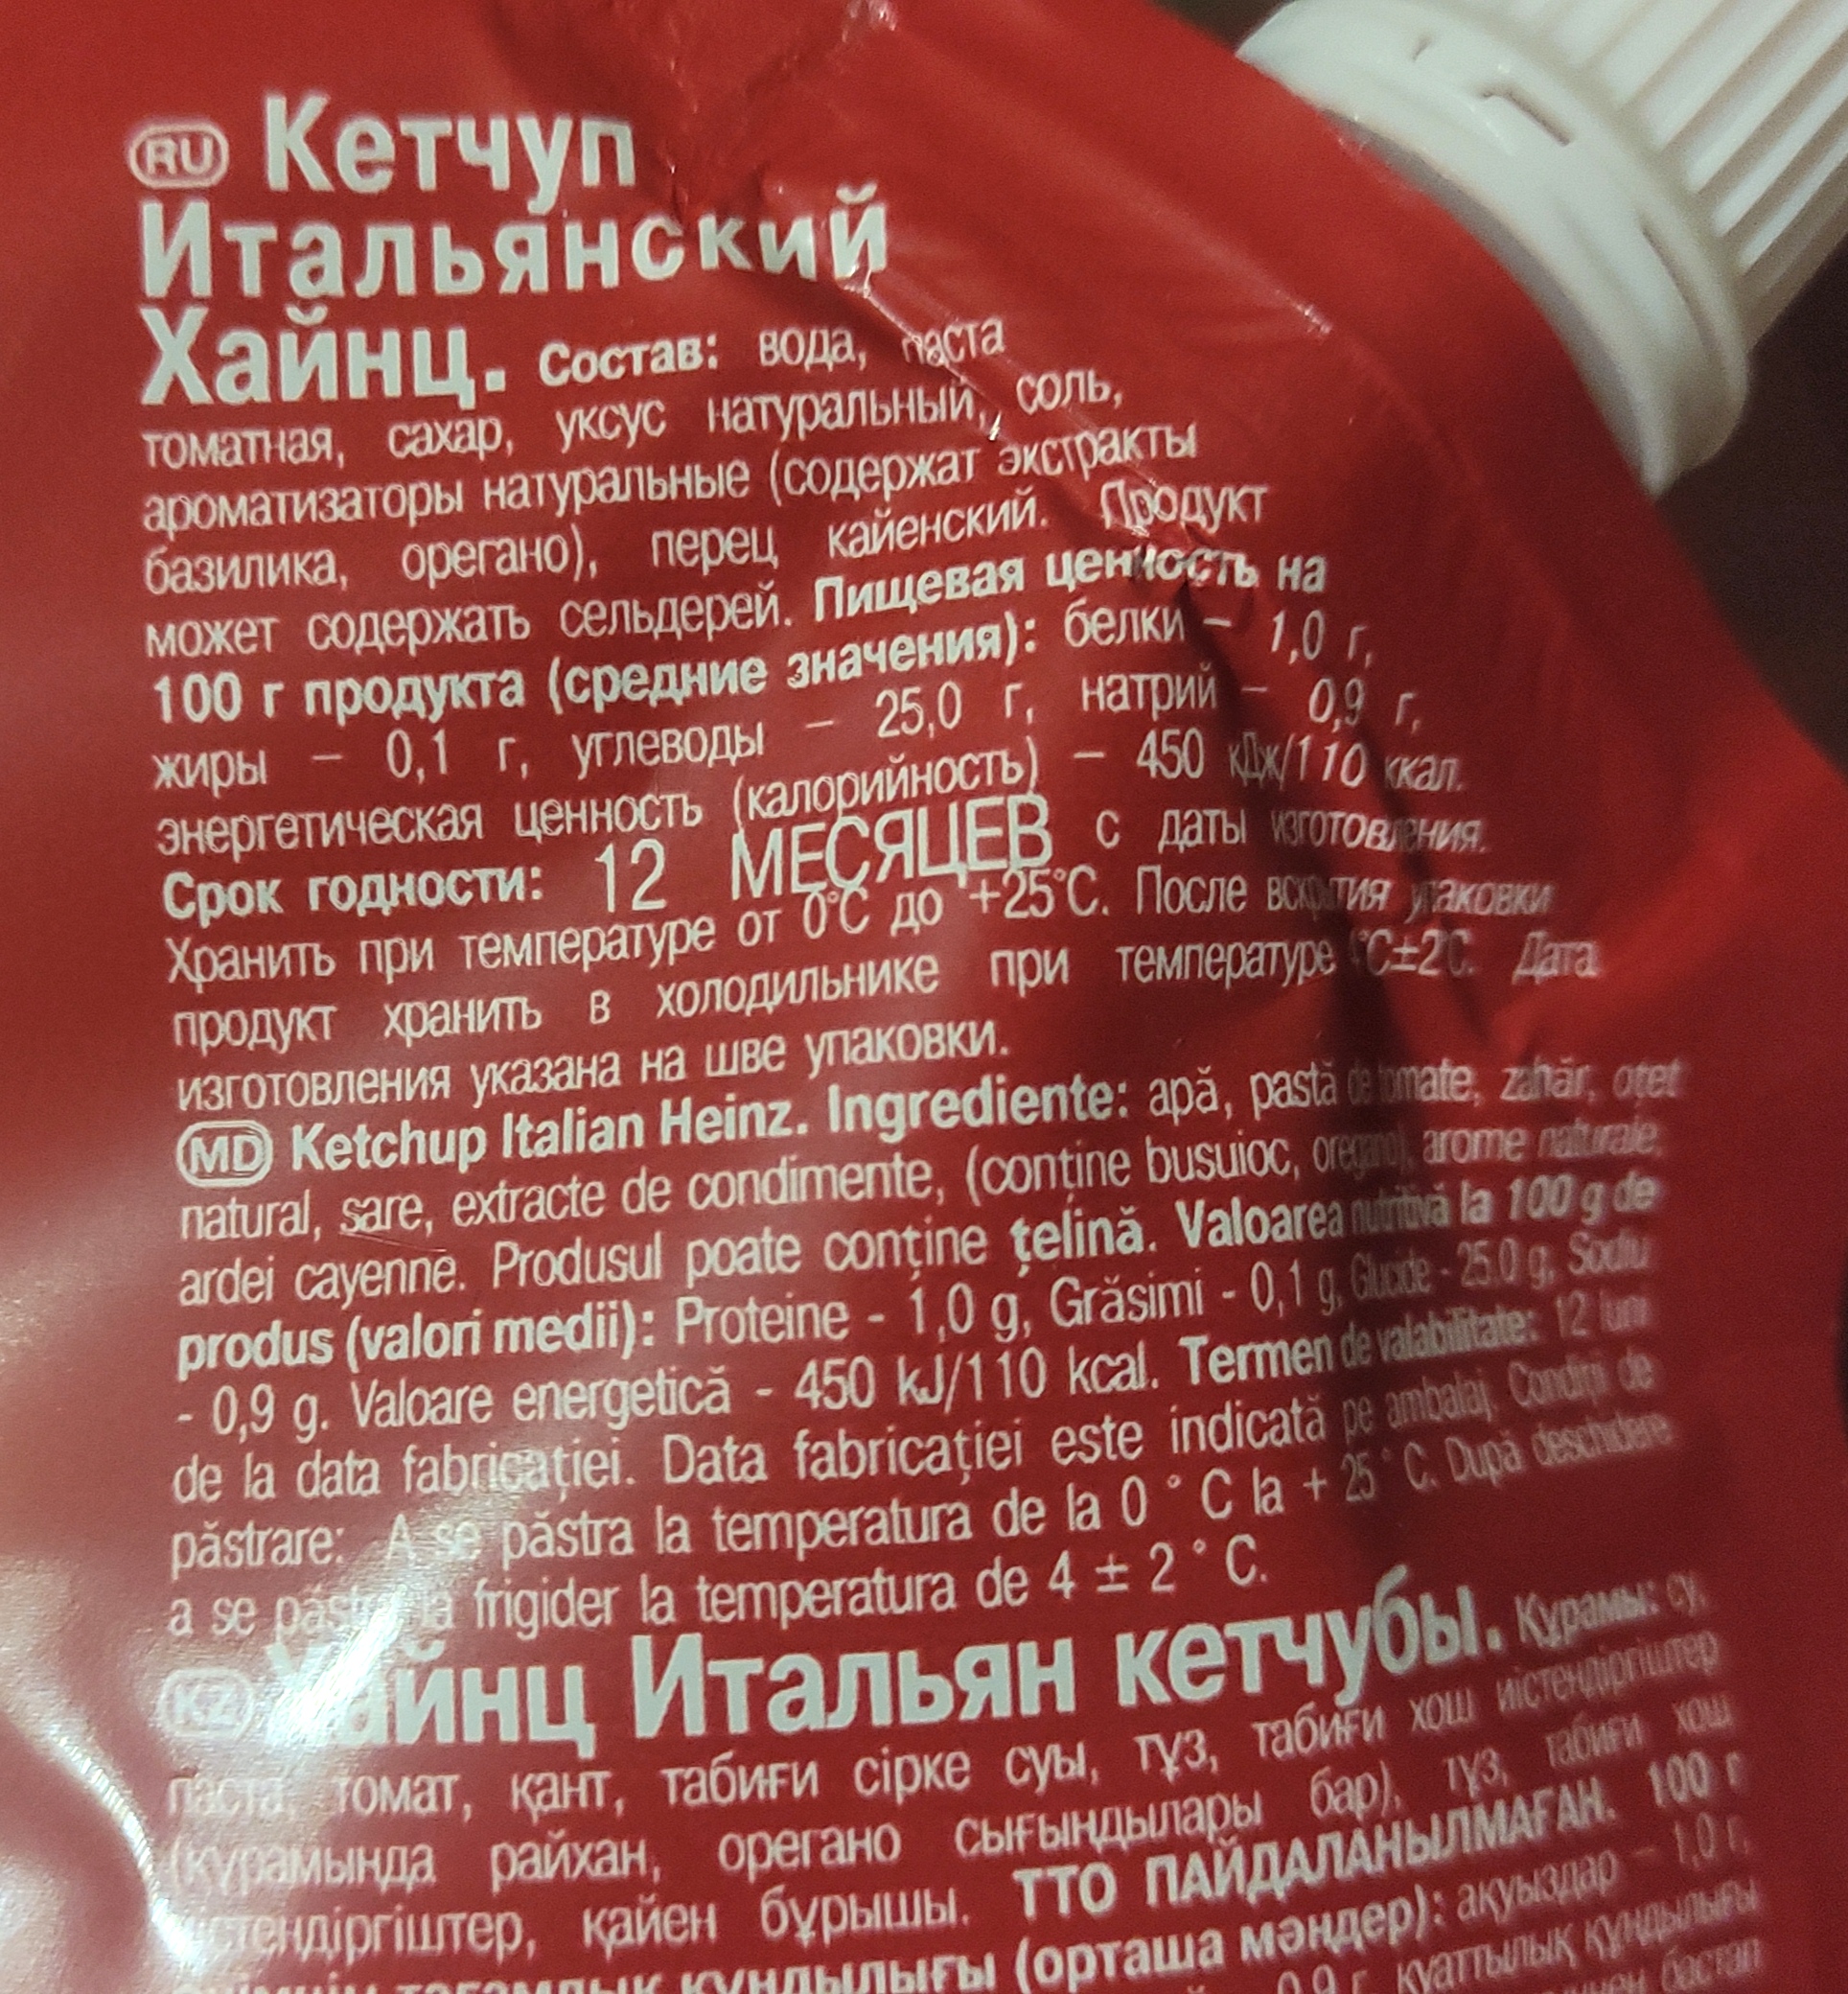 RU Кетчуп
Итальянский
Хайнц. Состав: вода, паста
томатная, сахар, уксус натуральный, соль,
ароматизаторы натуральные (содержат экстракты
базилика, орегано), перец кайенский. Продукт
может содержать сельдерей. Пищевая ценность на
100 г продукта (средние значения): белки – 1,0 г,
жиры – 0,1 г, углеводы – 25,0 г, натрий – 0,9 г,
энергетическая ценность (калорийность) – 450 кДж/110 ккал.
Срок годности: 12 МЕСЯЦЕВ с даты изготовления.
Хранить при температуре от 0°С до +25°С. После вскрытия упаковки
продукт хранить в холодильнике при температуре °С±2°С. Дата
изготовления указана на шве упаковки.
MD Ketchup Italian Heinz. Ingrediente: apă, pastă de tomate, zahăr, oțet
natural, sare, extracte de condimente, (conține busuioc, oregano), arome naturale,
ardei cayenne. Produsul poate conține țelină. Valoarea nutritivă la 100 g de
produs (valori medii): Proteine - 1,0 g, Grăsimi - 0,1 g, Glucide - 25.0 g, Sodiu
- 0,9 g. Valoare energetică - 450 kJ/110 kcal. Termen de valabilitate: 12 luni
de la data fabricației. Data fabricației este indicată pe ambalaj. Condiții de
păstrare: A se păstra la temperatura de la 0 ° C la + 25 ° C. După deschidere
a se păstra la frigider la temperatura de 4 ± 2 ° C.
KZ Хайнц Итальян кетчубы. Құрамы: су,
паста, томат, қант, табиғи сірке суы, тұз, табиғи хош иістендіргіштер
(құрамында райхан, орегано сығындылары бар), тұз, табиғи хош
иістендіргіштер, қайен бұрышы. ТТО ПАЙДАЛАНЫЛМАҒАН. 100 г
тағамдық құндылығы (орташа мәндер): ақуыздар – 1,0 г,
0,9 г, қуаттылық құндылығы
бастап